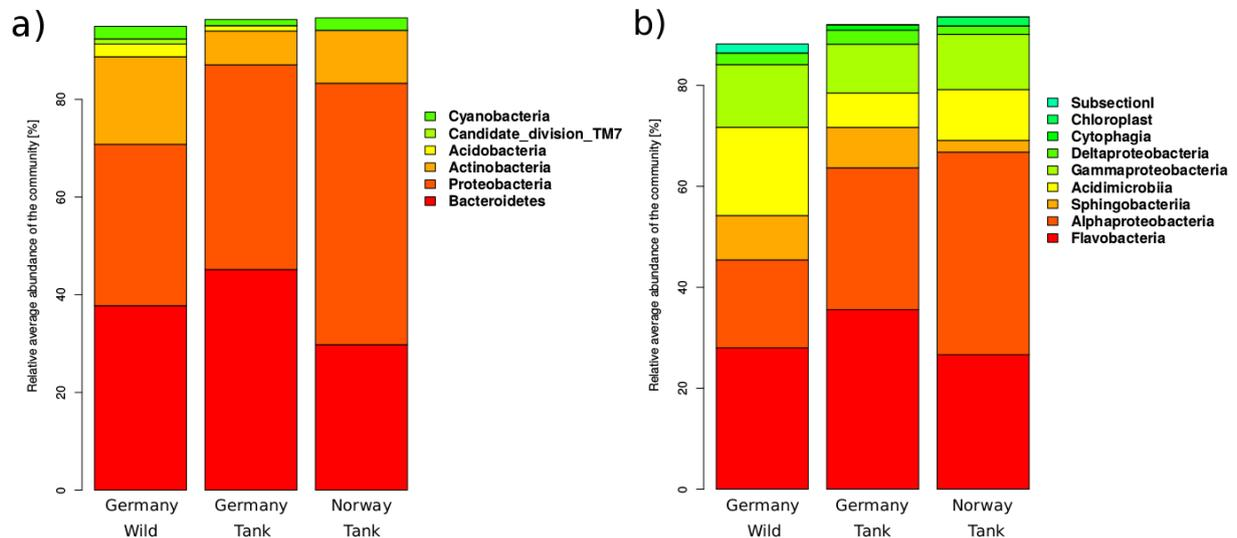 a)
Relative average abundance of the community [%]
80
60
40
20
0
Germany Wild
Germany Tank
Norway Tank
Cyanobacteria
Candidate_division_TM7
Acidobacteria
Actinobacteria
Proteobacteria
Bacteroidetes
b)
Relative average abundance of the community [%]
80
60
40
20
0
Germany Wild
Germany Tank
Norway Tank
SubsectionI
Chloroplast
Cytophagia
Deltaproteobacteria
Gammaproteobacteria
Acidimicrobiia
Sphingobacteriia
Alphaproteobacteria
Flavobacteria